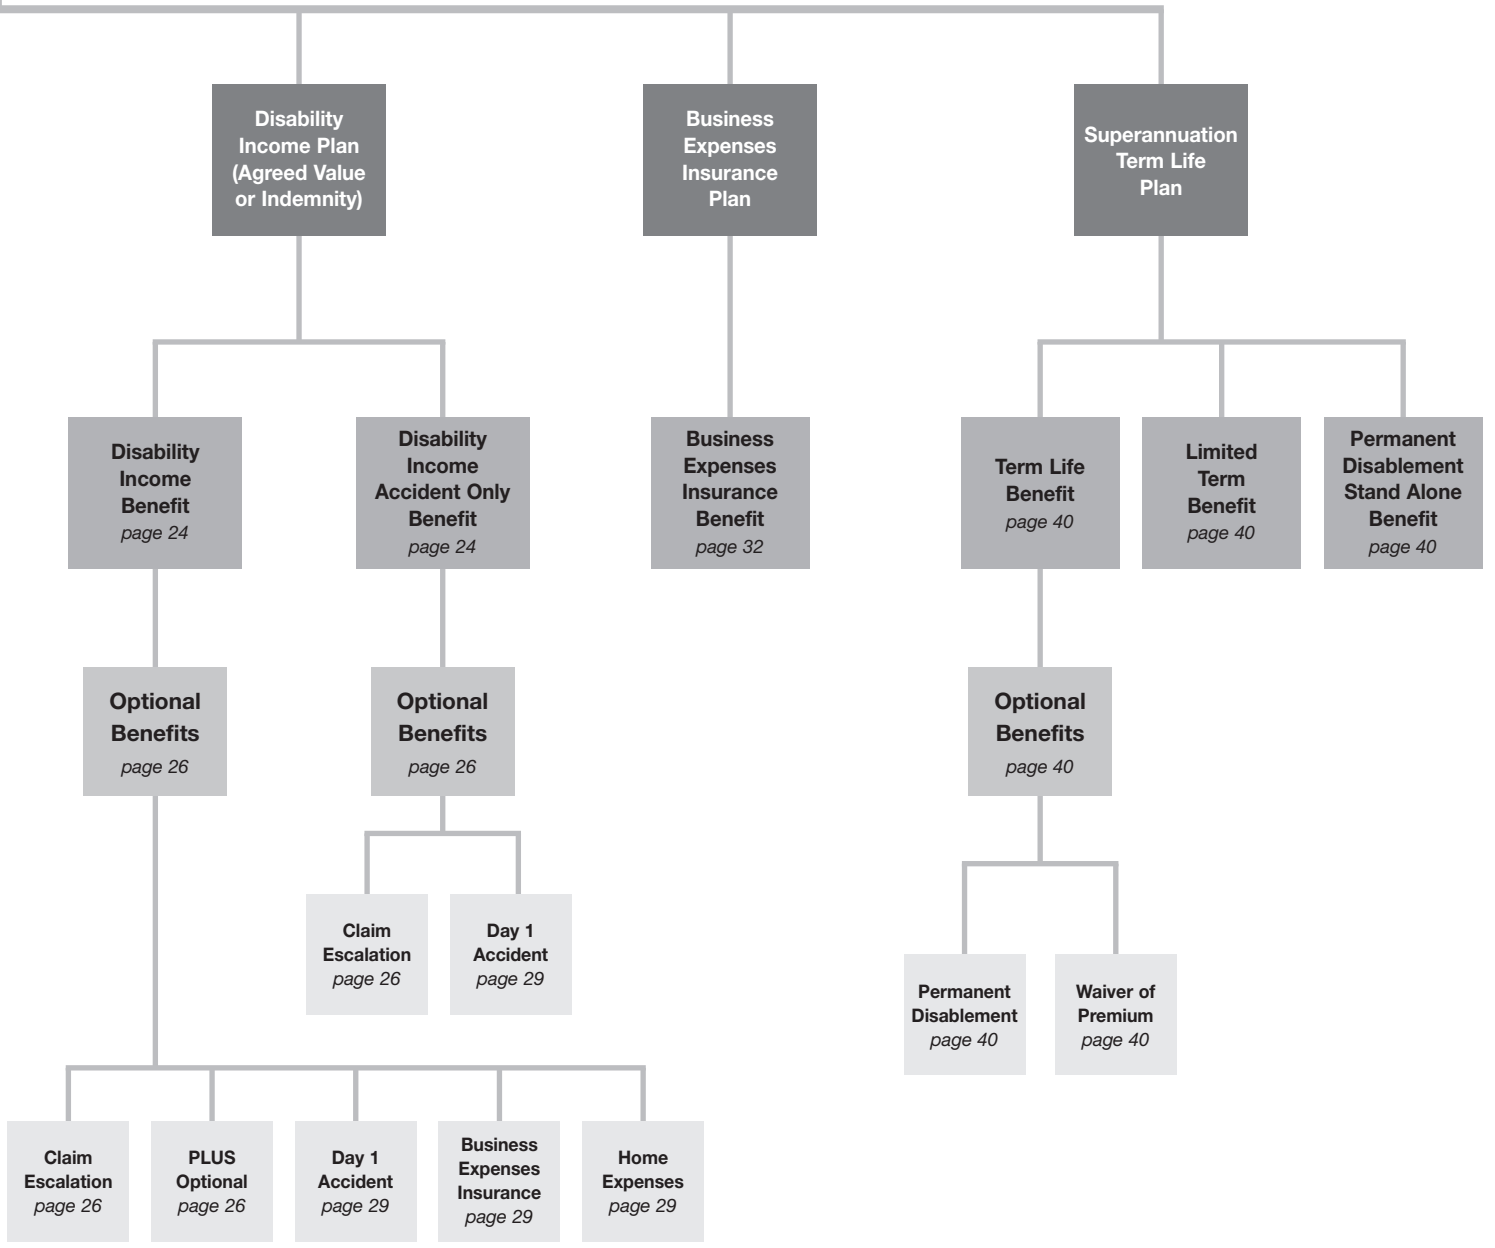 Disability
Income Plan
(Agreed Value
or Indemnity)
Business
Expenses
Insurance
Plan
Superannuation
Term Life
Plan
Disability
Income
Benefit
page 24
Disability
Income
Accident Only
Benefit
page 24
Business
Expenses
Insurance
Benefit
page 32
Term Life
Benefit
page 40
Limited
Term
Benefit
page 40
Permanent
Disablement
Stand Alone
Benefit
page 40
Optional
Benefits
page 26
Optional
Benefits
page 26
Optional
Benefits
page 40
Claim
Escalation
page 26
Day 1
Accident
page 29
Permanent
Disablement
page 40
Waiver of
Premium
page 40
Claim
Escalation
page 26
PLUS
Optional
page 26
Day 1
Accident
page 29
Business
Expenses
Insurance
page 29
Home
Expenses
page 29